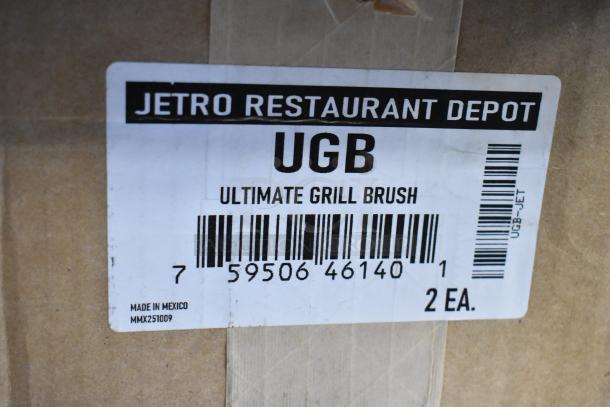 JETRO RESTAURANT DEPOT
UGB
ULTIMATE GRILL BRUSH
7 59506 46140 1
UGB-JET
2 EA.
MADE IN MEXICO
MMX251009